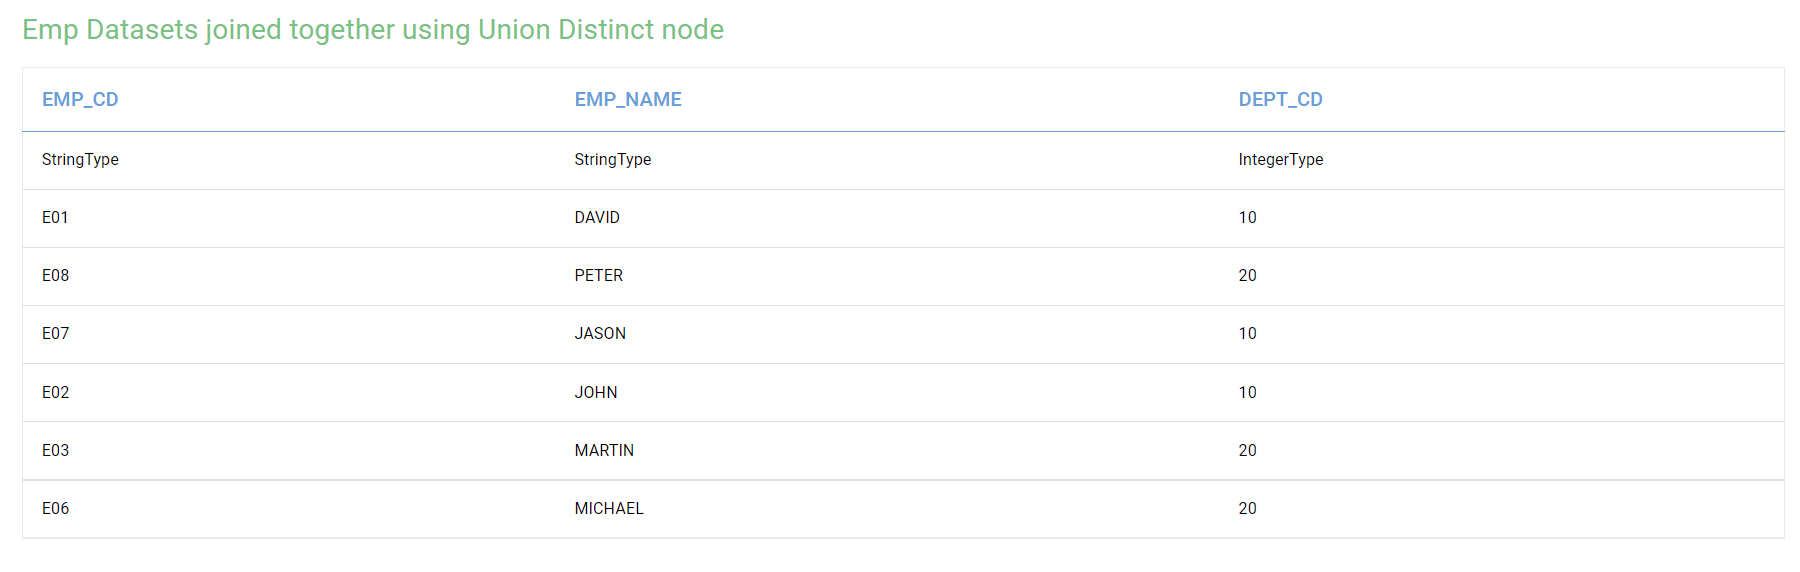 Emp Datasets joined together using Union Distinct node
EMP_CD EMP_NAME DEPT_CD
StringType StringType IntegerType
E01 DAVID 10
E08 PETER 20
E07 JASON 10
E02 JOHN 10
E03 MARTIN 20
E06 MICHAEL 20